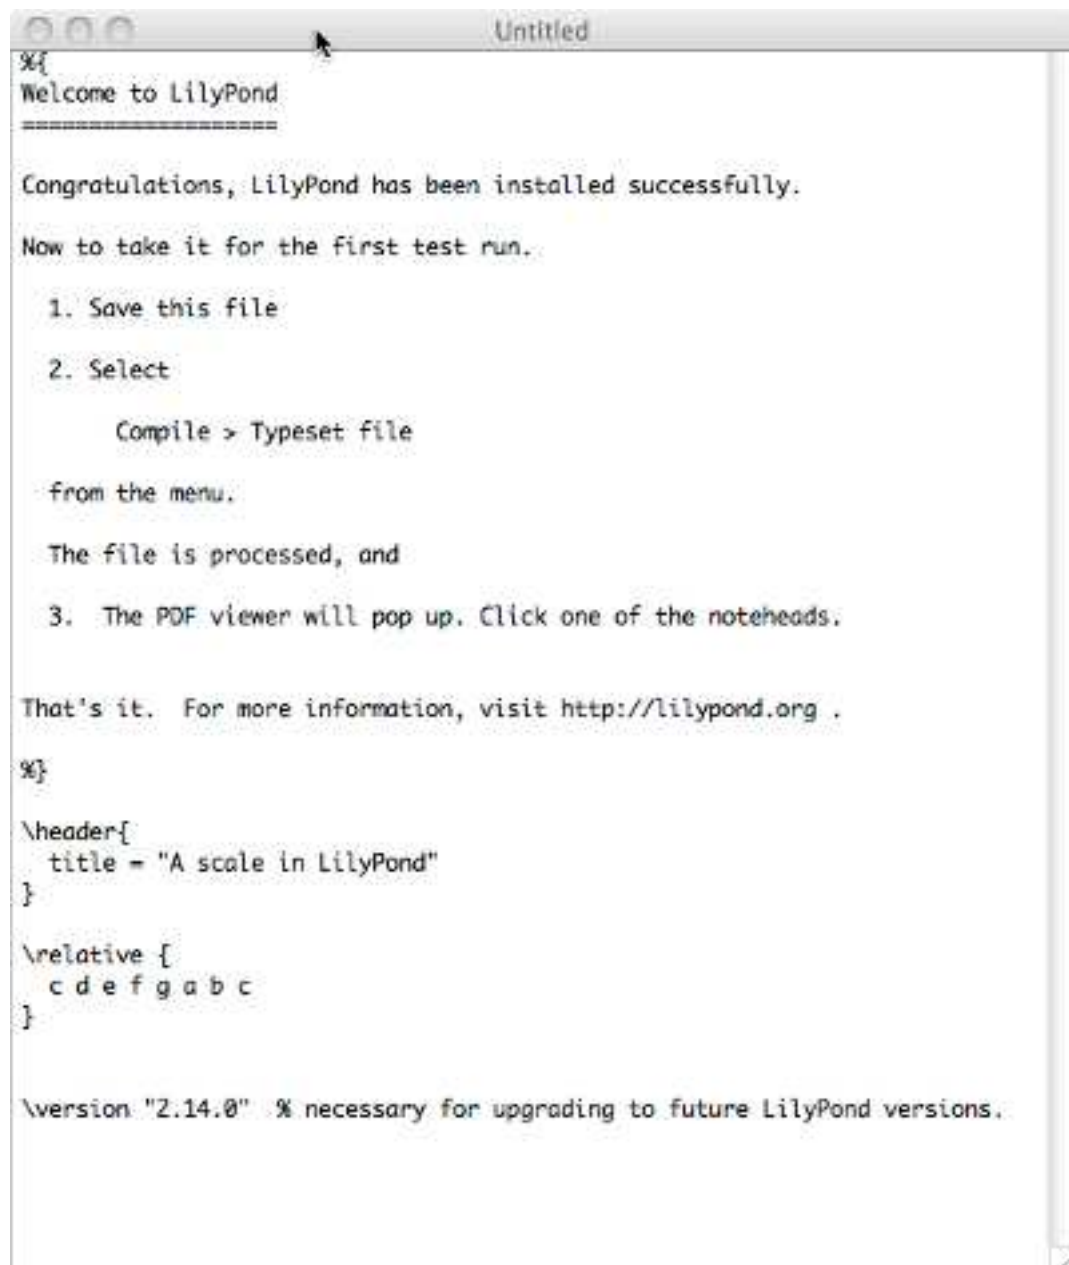 Untitled
%{
Welcome to LilyPond
===================
Congratulations, LilyPond has been installed successfully.
Now to take it for the first test run.
1. Save this file
2. Select
Compile > Typeset file
from the menu.
The file is processed, and
3.  The PDF viewer will pop up. Click one of the noteheads.
That's it.  For more information, visit http://lilypond.org .
%}
\header{
title = "A scale in LilyPond"
}
\relative {
c d e f g a b c
}
\version "2.14.0"  % necessary for upgrading to future LilyPond versions.